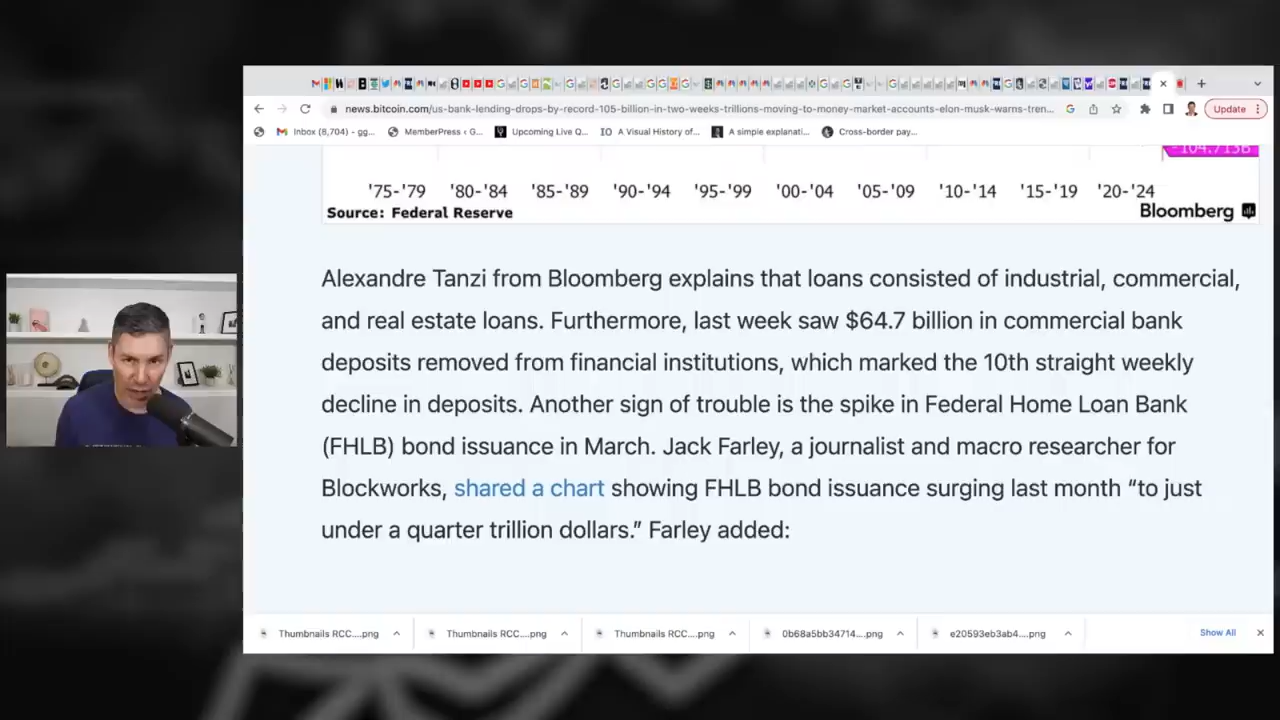 news.bitcoin.com/us-bank-lending-drops-by-record-105-billion-in-two-weeks-trillions-moving-to-money-market-accounts-elon-musk-warns-tren...
Update
Inbox (8,704) - gg...
MemberPress ‹ G...
Upcoming Live Q...
IO A Visual History of...
A simple explanati...
Cross-border pay...
-104.715B
'75-'79 '80-'84 '85-'89 '90-'94 '95-'99 '00-'04 '05-'09 '10-'14 '15-'19 '20-'24
Source: Federal Reserve
Bloomberg
Alexandre Tanzi from Bloomberg explains that loans consisted of industrial, commercial,
and real estate loans. Furthermore, last week saw $64.7 billion in commercial bank
deposits removed from financial institutions, which marked the 10th straight weekly
decline in deposits. Another sign of trouble is the spike in Federal Home Loan Bank
(FHLB) bond issuance in March. Jack Farley, a journalist and macro researcher for
Blockworks, shared a chart showing FHLB bond issuance surging last month “to just
under a quarter trillion dollars.” Farley added:
Thumbnails RCC....png
Thumbnails RCC....png
Thumbnails RCC....png
0b68a5bb34714...png
e20593eb3ab4....png
Show All